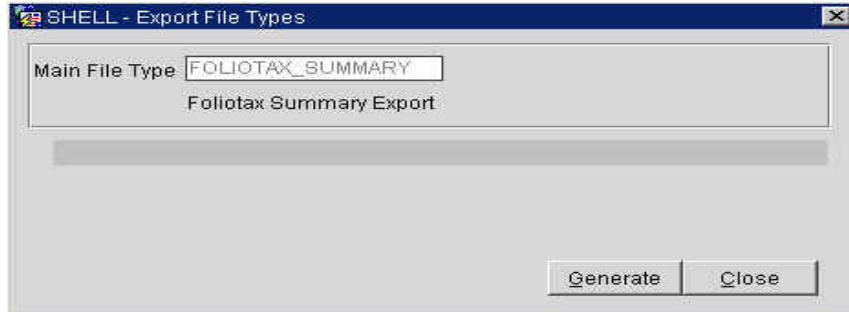 SHELL - Export File Types
Main File Type FOLIOTAX_SUMMARY
Foliotax Summary Export
Generate Close